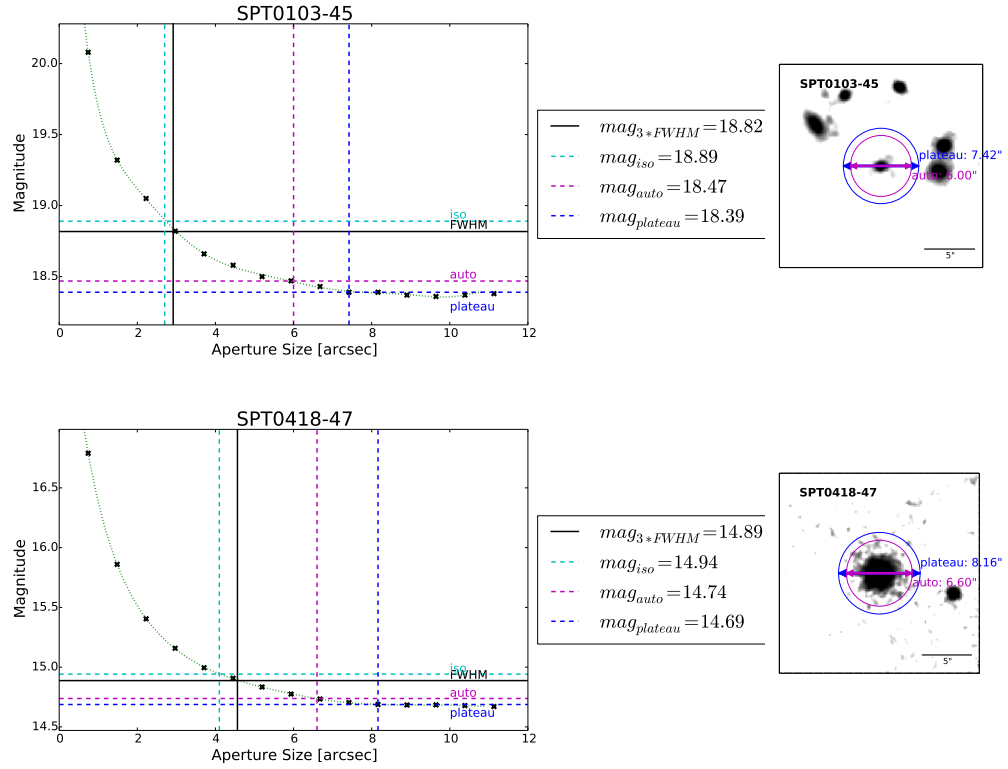 SPT0103-45
20.0
19.5
19.0
18.5
Magnitude
iso
FWHM
auto
plateau
0 2 4 6 8 10 12
Aperture Size [arcsec]
mag3*FWHM=18.82
magiso=18.89
magauto=18.47
magplateau=18.39
SPT0103-45
plateau: 7.42"
auto: 6.00"
5"
SPT0418-47
16.5
16.0
15.5
15.0
14.5
Magnitude
iso
FWHM
auto
plateau
0 2 4 6 8 10 12
Aperture Size [arcsec]
mag3*FWHM=14.89
magiso=14.94
magauto=14.74
magplateau=14.69
SPT0418-47
plateau: 8.16"
auto: 6.60"
5"